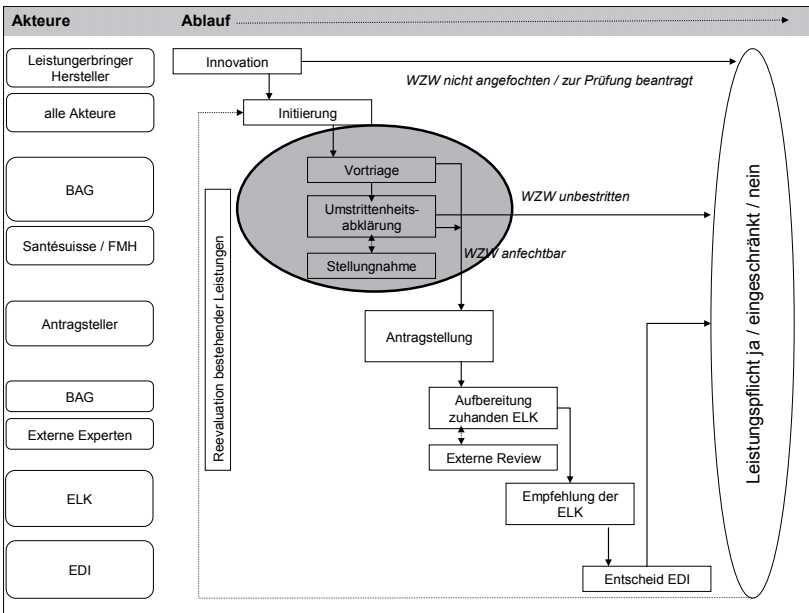 Akteure
Ablauf
Leistungerbringer
Hersteller
Innovation
WZW nicht angefochten / zur Prüfung beantragt
alle Akteure
Initiierung
BAG
Vortriage
Umstrittenheits-
abklärung
WZW unbestritten
Santésuisse / FMH
WZW anfechtbar
Stellungnahme
Reevaluation bestehender Leistungen
Leistungspflicht ja / eingeschränkt / nein
Antragsteller
Antragstellung
BAG
Aufbereitung
zuhanden ELK
Externe Experten
Externe Review
ELK
Empfehlung der
ELK
EDI
Entscheid EDI